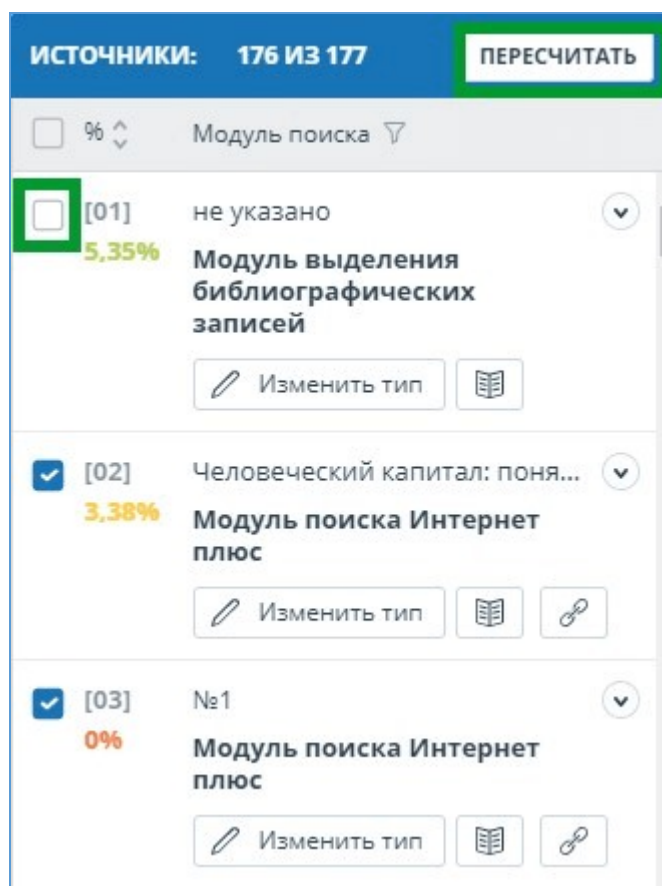 ИСТОЧНИКИ: 176 ИЗ 177 ПЕРЕСЧИТАТЬ
% Модуль поиска
[01] не указано
5,35% Модуль выделения
библиографических
записей
Изменить тип
[02] Человеческий капитал: поня...
3,38% Модуль поиска Интернет
плюс
Изменить тип
[03] №1
0% Модуль поиска Интернет
плюс
Изменить тип